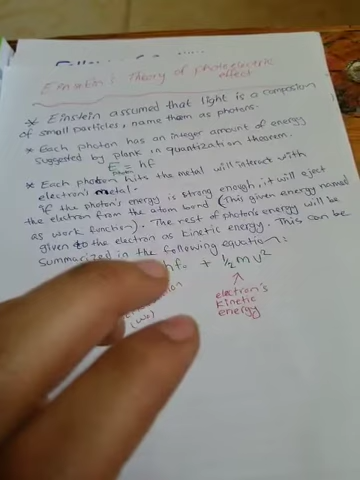 Einstein's Theory of photoelectric
effect
* Einstein assumed that light is a composion
of small particles, name them as photons.
* Each photon has an integer amount of energy
suggested by plank in quantization theorem.
E = hf
* Each photon hits the metal will interact with
electron's metal.
if the photon's energy is strong enough, it will eject
the electron from the atom bond (This given energy named
as work function). The rest of photon's energy will be
given to the electron as kinetic energy. This can be
summarized in the following equation:
hf₀ + ½mv²
(W₀)
electron's
kinetic
energy